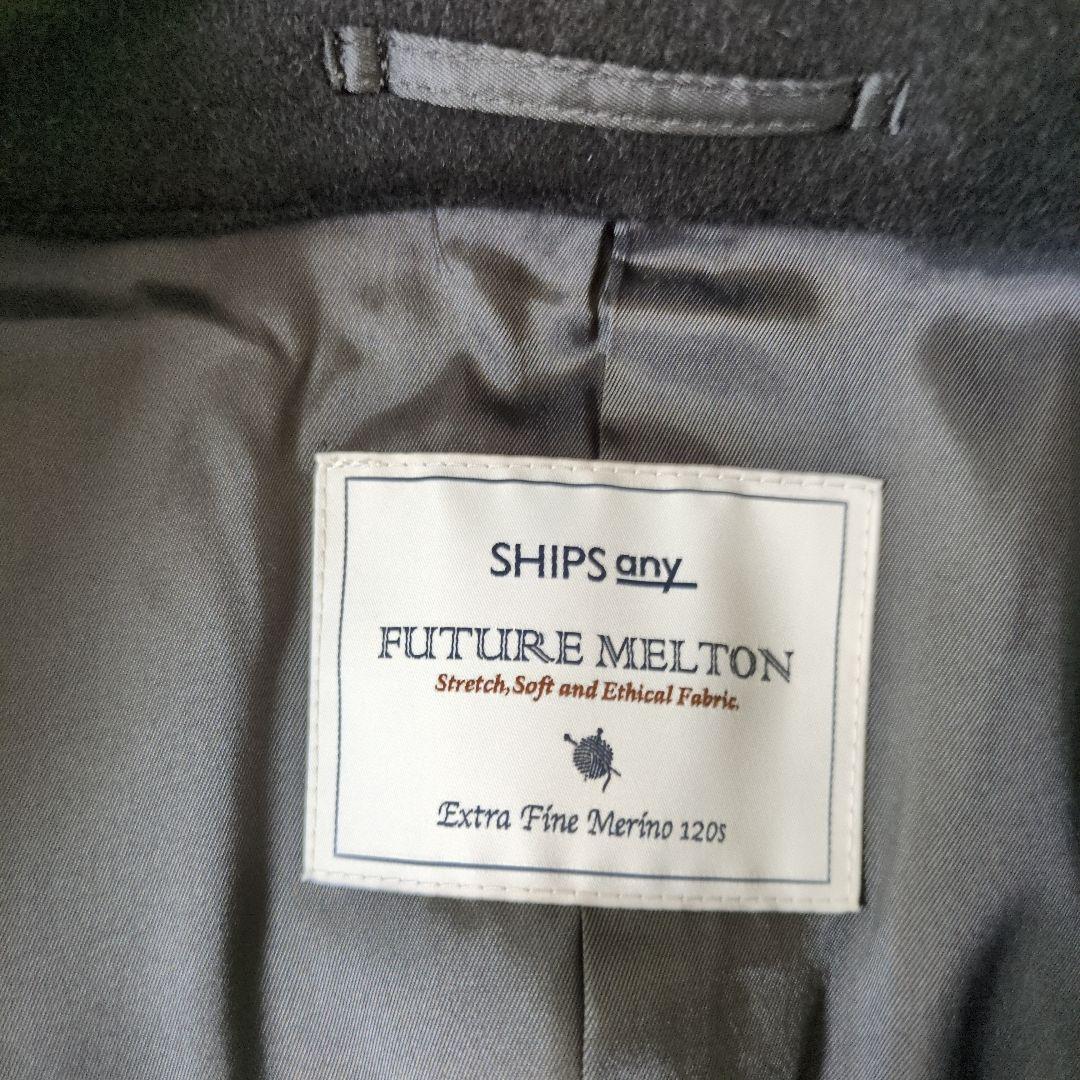 SHIPS any
FUTURE MELTON
Stretch,Soft and Ethical Fabric.
Extra Fine Merino 120s